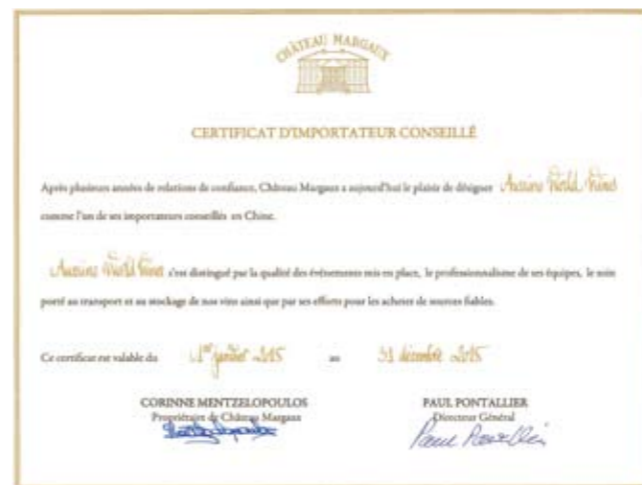 CHÂTEAU MARGAUX
CERTIFICAT D'IMPORTATEUR CONSEILLÉ
Après plusieurs années de relations de confiance, Château Margaux a aujourd'hui le plaisir de désigner Aussino World Wines
comme l'un de ses importateurs conseillés en Chine.
Aussino World Wines s'est distingué par la qualité des événements mis en place, le professionnalisme de ses équipes, le soin
porté au transport et au stockage de nos vins ainsi que par ses efforts pour les acheter de sources fiables.
Ce certificat est valable du 1er janvier 2015 au 31 décembre 2015
CORINNE MENTZELOPOULOS PAUL PONTALLIER
Propriétaire de Château Margaux Directeur Général